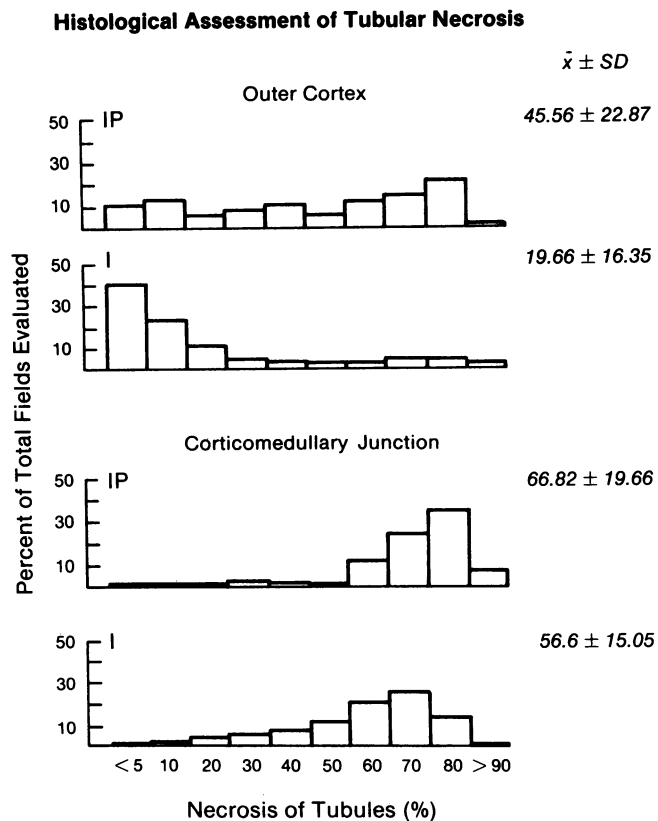 Histological Assessment of Tubular Necrosis
x̄ ± SD
Outer Cortex
45.56 ± 22.87
50 IP
30
10
19.66 ± 16.35
50 I
30
10
Percent of Total Fields Evaluated
Corticomedullary Junction
66.82 ± 19.66
50 IP
30
10
56.6 ± 15.05
50 I
30
10
< 5 10 20 30 40 50 60 70 80 > 90
Necrosis of Tubules (%)